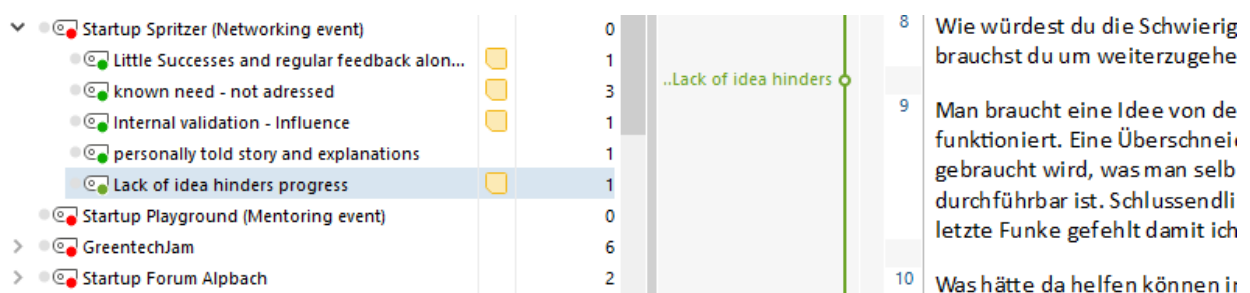 Startup Spritzer (Networking event) 0
Little Successes and regular feedback alon... 1
known need - not adressed 3
Internal validation - Influence 1
personally told story and explanations 1
Lack of idea hinders progress 1
Startup Playground (Mentoring event) 0
GreentechJam 6
Startup Forum Alpbach 2
..Lack of idea hinders
8 Wie würdest du die Schwierig
brauchst du um weiterzugehe
9 Man braucht eine Idee von de
funktioniert. Eine Überschneid
gebraucht wird, was man selb
durchführbar ist. Schlussendli
letzte Funke gefehlt damit ich
10 Was hätte da helfen können in